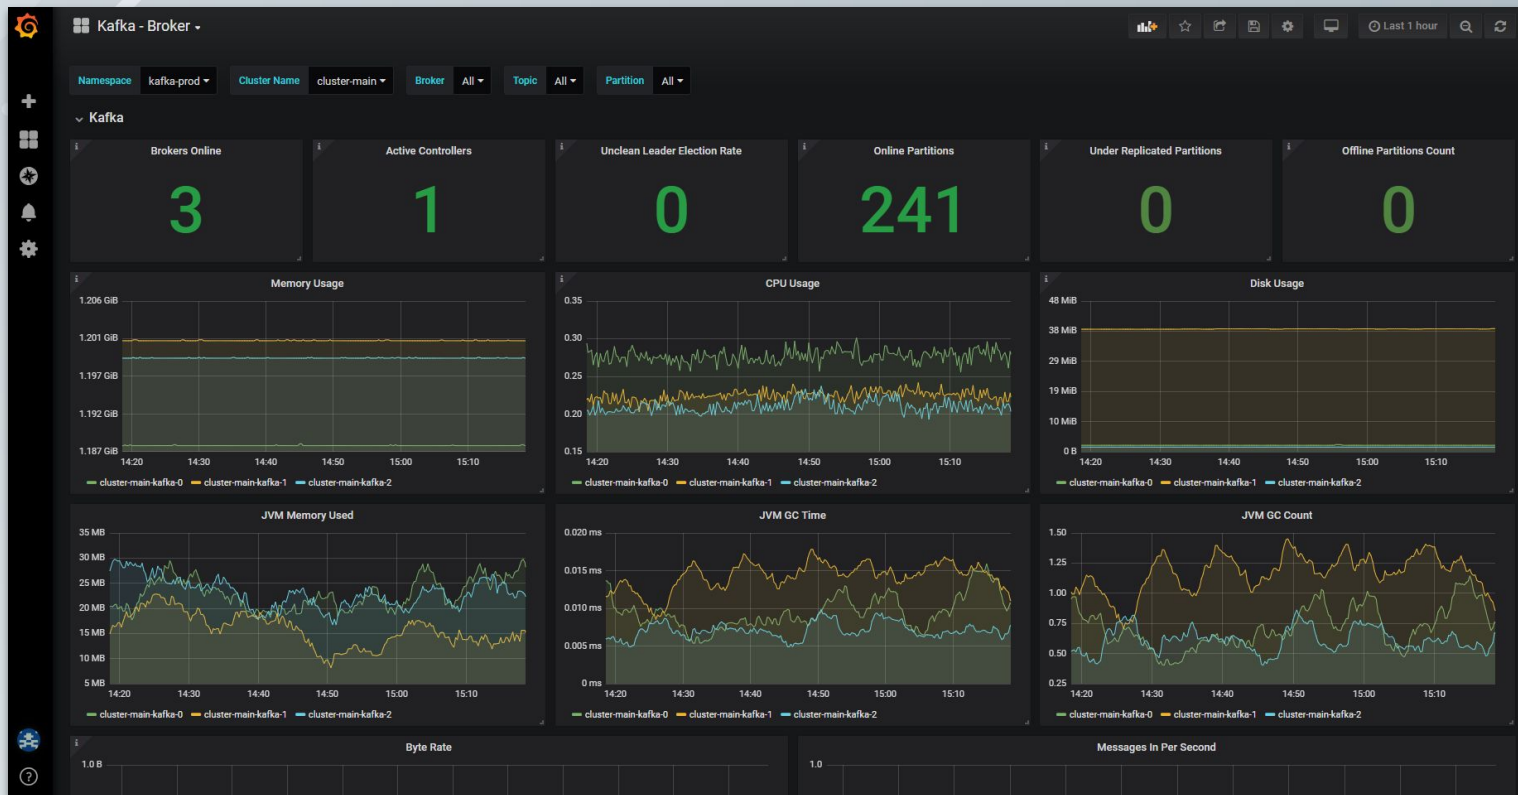 Kafka - Broker
Last 1 hour
Namespace kafka-prod Cluster Name cluster-main Broker All Topic All Partition All
Kafka
Brokers Online
3
Active Controllers
1
Unclean Leader Election Rate
0
Online Partitions
241
Under Replicated Partitions
0
Offline Partitions Count
0
Memory Usage
1.206 GiB
1.201 GiB
1.197 GiB
1.192 GiB
1.187 GiB
14:20 14:30 14:40 14:50 15:00 15:10
cluster-main-kafka-0 cluster-main-kafka-1 cluster-main-kafka-2
CPU Usage
0.35
0.30
0.25
0.20
0.15
14:20 14:30 14:40 14:50 15:00 15:10
cluster-main-kafka-0 cluster-main-kafka-1 cluster-main-kafka-2
Disk Usage
48 MiB
38 MiB
29 MiB
19 MiB
10 MiB
0 B
14:20 14:30 14:40 14:50 15:00 15:10
cluster-main-kafka-0 cluster-main-kafka-1 cluster-main-kafka-2
JVM Memory Used
35 MB
30 MB
25 MB
20 MB
15 MB
10 MB
5 MB
14:20 14:30 14:40 14:50 15:00 15:10
cluster-main-kafka-0 cluster-main-kafka-1 cluster-main-kafka-2
JVM GC Time
0.020 ms
0.015 ms
0.010 ms
0.005 ms
0 ms
14:20 14:30 14:40 14:50 15:00 15:10
cluster-main-kafka-0 cluster-main-kafka-1 cluster-main-kafka-2
JVM GC Count
1.50
1.25
1.00
0.75
0.50
0.25
14:20 14:30 14:40 14:50 15:00 15:10
cluster-main-kafka-0 cluster-main-kafka-1 cluster-main-kafka-2
Byte Rate
1.0 B
Messages In Per Second
1.0